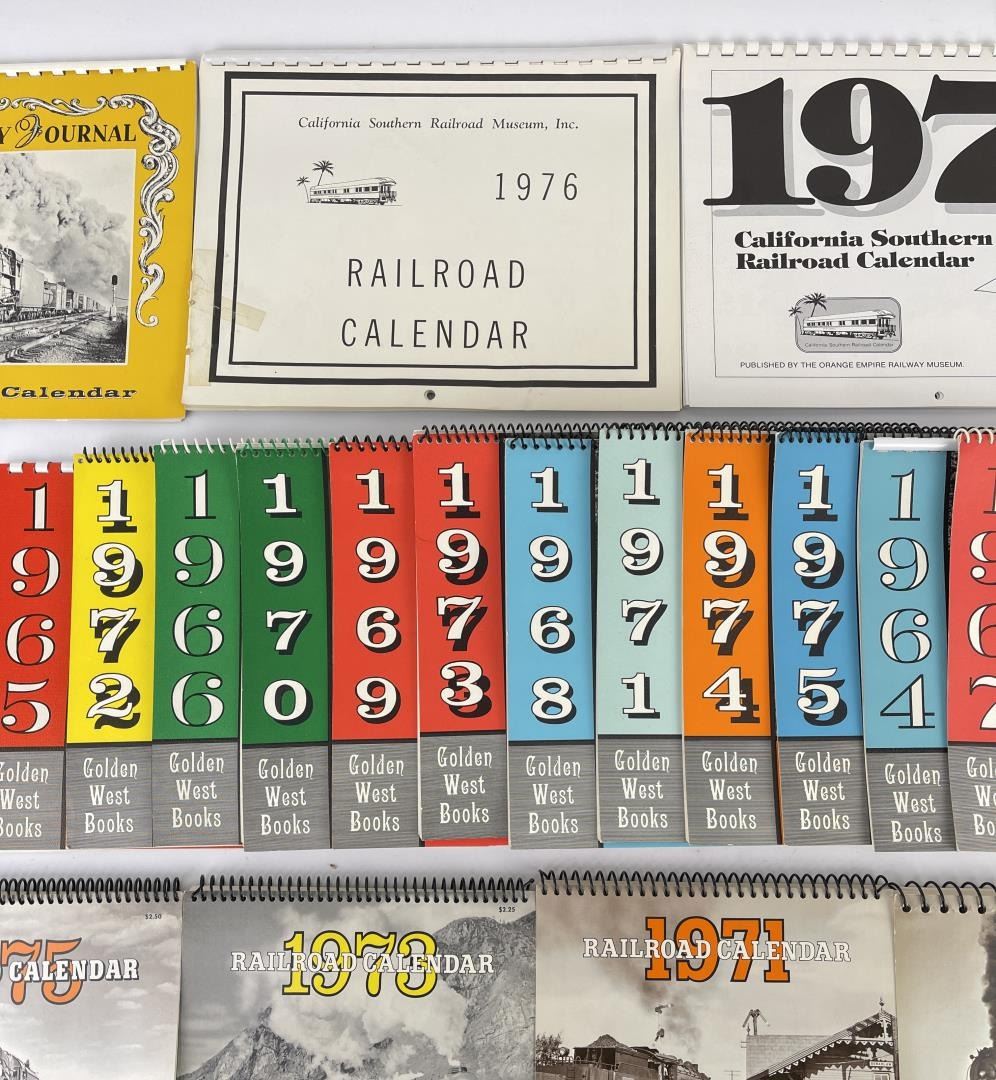 JOURNAL
Calendar
California Southern Railroad Museum, Inc.
1976
RAILROAD
CALENDAR
197
California Southern
Railroad Calendar
California Southern Railroad Calendar
PUBLISHED BY THE ORANGE EMPIRE RAILWAY MUSEUM.
1965
Golden
West
Books
1972
Golden
West
Books
1966
Golden
West
Books
1970
Golden
West
Books
1969
Golden
West
Books
1973
Golden
West
Books
1968
Golden
West
Books
1971
Golden
West
Books
1974
Golden
West
Books
1975
Golden
West
Books
1964
Golden
West
Books
$2.50
75
CALENDAR
$2.25
1973
RAILROAD CALENDAR
1971
RAILROAD CALENDAR